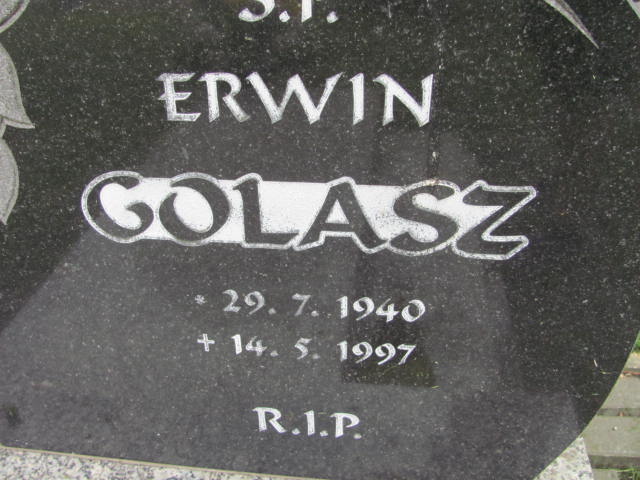 Ś.P.
ERWIN
GOLASZ
* 29. 7. 1940
+ 14. 5. 1997
R.I.P.